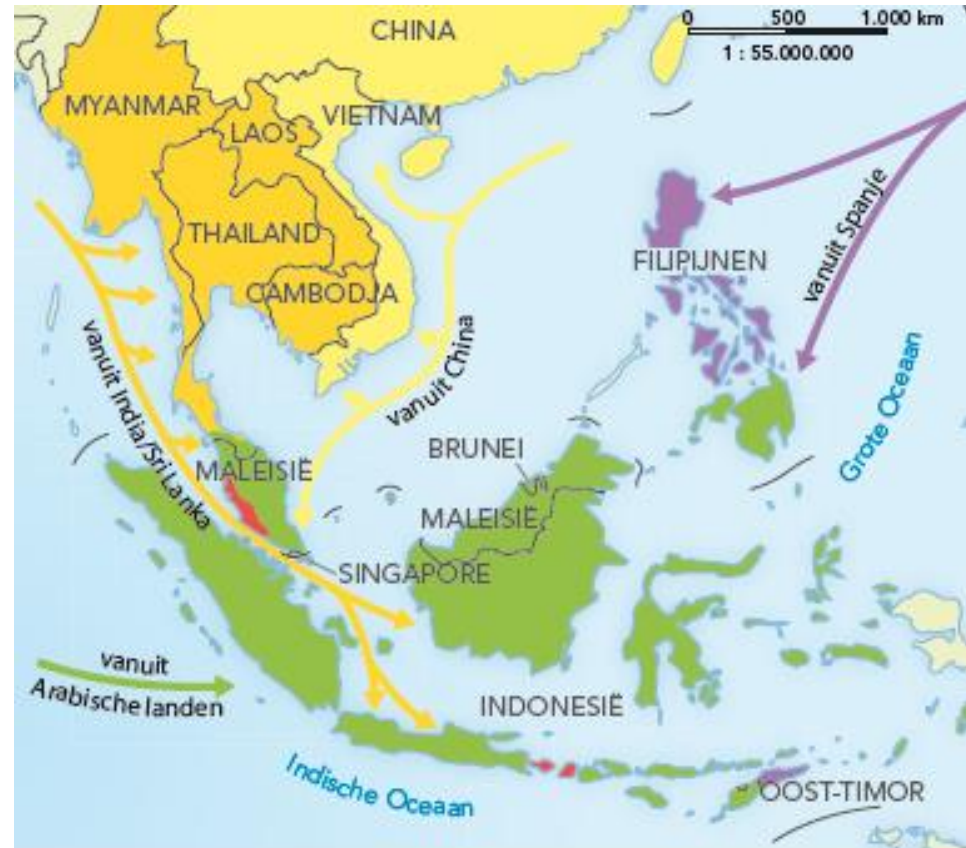 CHINA
0 500 1.000 km
1 : 55.000.000
MYANMAR
VIETNAM
LAOS
THAILAND
FILIPIJNEN
vanuit Spanje
CAMBODJA
vanuit China
vanuit India/Sri Lanka
Grote Oceaan
BRUNEI
MALEISIË
MALEISIË
SINGAPORE
vanuit
Arabische landen
INDONESIË
Indische Oceaan
OOST-TIMOR